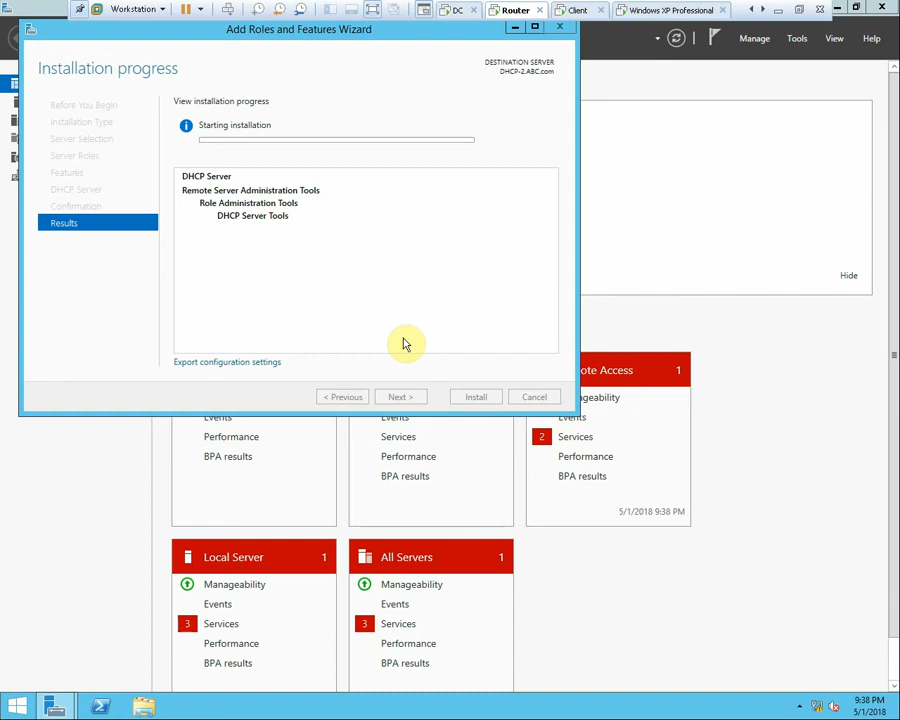 Workstation
DC
Router
Client
Windows XP Professional
Add Roles and Features Wizard
Manage
Tools
View
Help
Installation progress
DESTINATION SERVER
DHCP-2.ABC.com
Before You Begin
Installation Type
Server Selection
Server Roles
Features
DHCP Server
Confirmation
Results
View installation progress
Starting installation
DHCP Server
Remote Server Administration Tools
Role Administration Tools
DHCP Server Tools
Export configuration settings
< Previous
Next >
Install
Cancel
Hide
ote Access 1
ageability
Events
2 Services
Performance
BPA results
5/1/2018 9:38 PM
Events
Performance
BPA results
Events
Services
Performance
BPA results
Local Server 1
Manageability
Events
3 Services
Performance
BPA results
All Servers 1
Manageability
Events
3 Services
Performance
BPA results
9:38 PM
5/1/2018